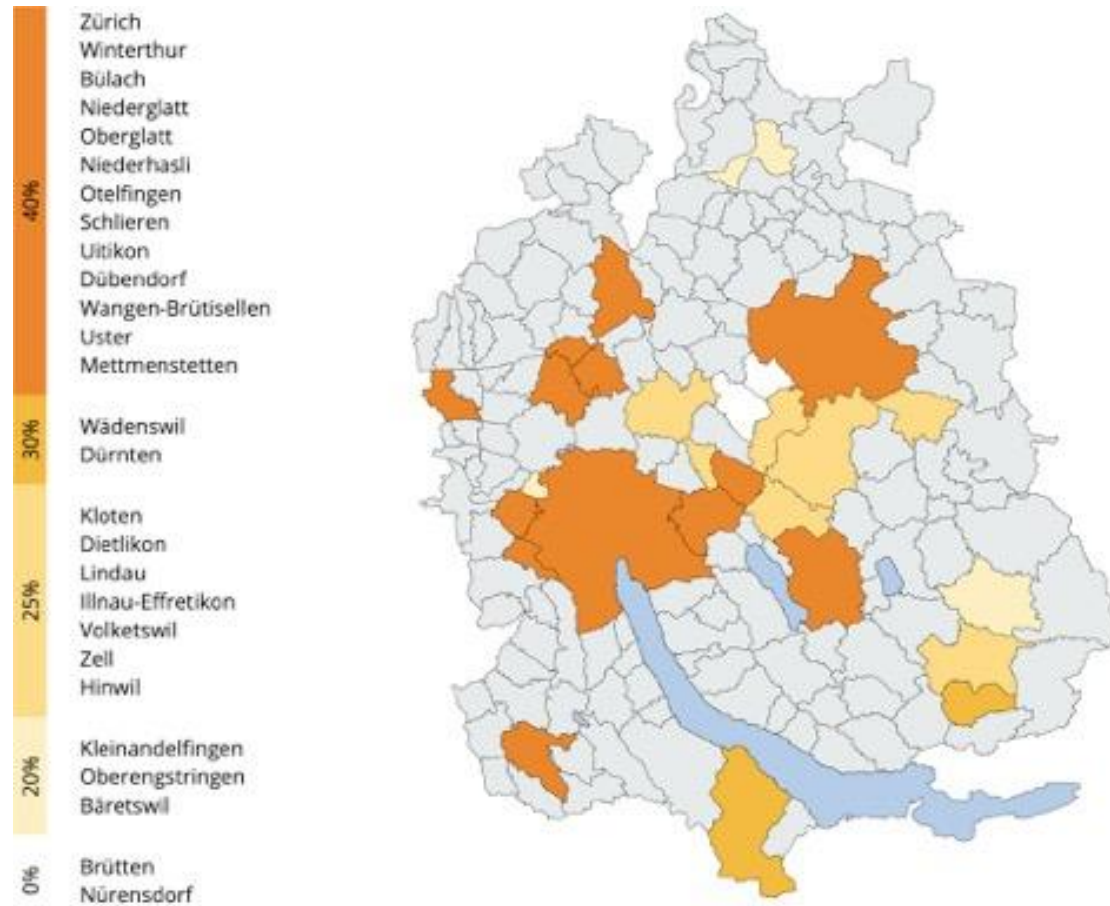 40%
Zürich
Winterthur
Bülach
Niederglatt
Oberglatt
Niederhasli
Otelfingen
Schlieren
Uitikon
Dübendorf
Wangen-Brütisellen
Uster
Mettmenstetten
30%
Wädenswil
Dürnten
25%
Kloten
Dietlikon
Lindau
Illnau-Effretikon
Volketswil
Zell
Hinwil
20%
Kleinandelfingen
Oberengstringen
Bäretswil
0%
Brütten
Nürensdorf